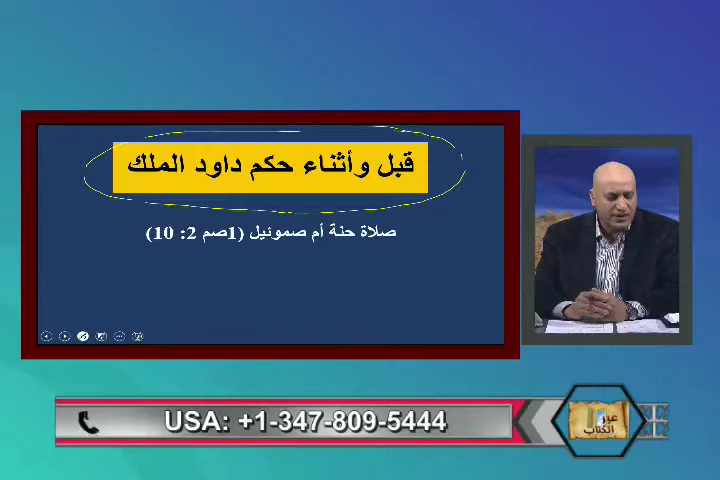 قبل وأثناء حكم داود الملك
صلاة حنة أم صموئيل (1صم 2: 10)
USA: +1-347-809-5444
عبر
الكتاب